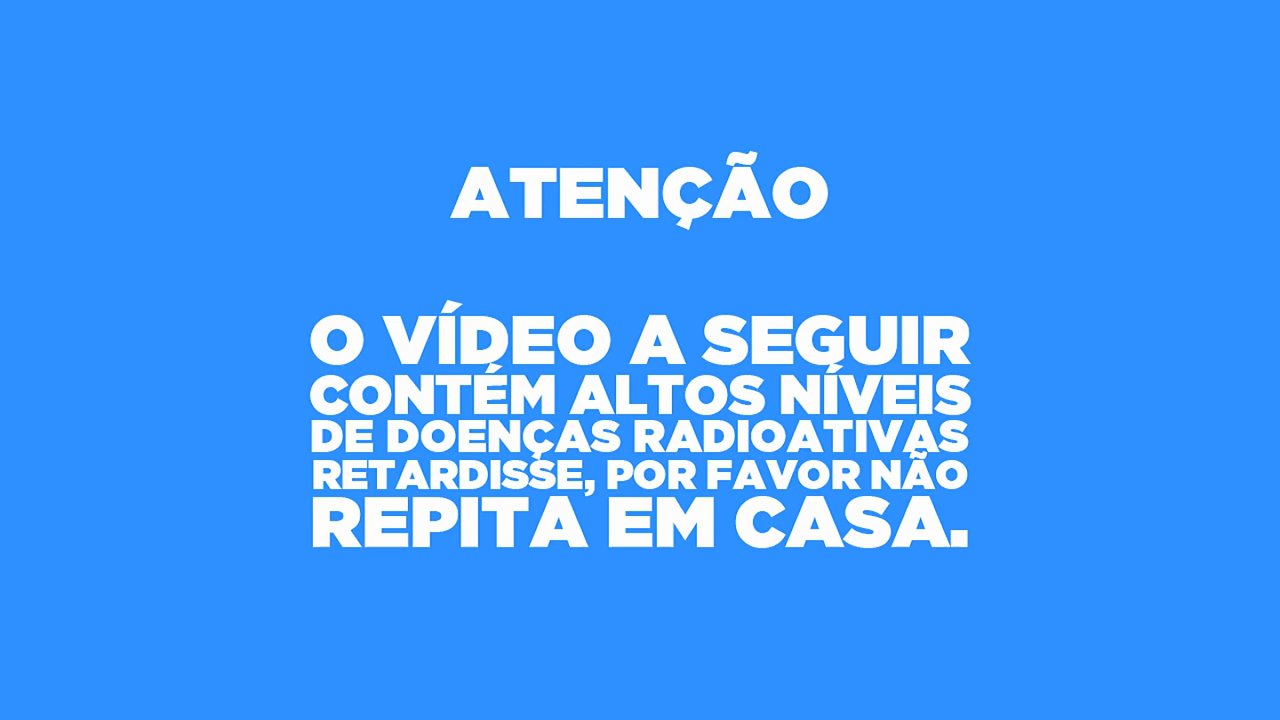 ATENÇÃO
O VÍDEO A SEGUIR
CONTÉM ALTOS NÍVEIS
DE DOENÇAS RADIOATIVAS
RETARDISSE, POR FAVOR NÃO
REPITA EM CASA.